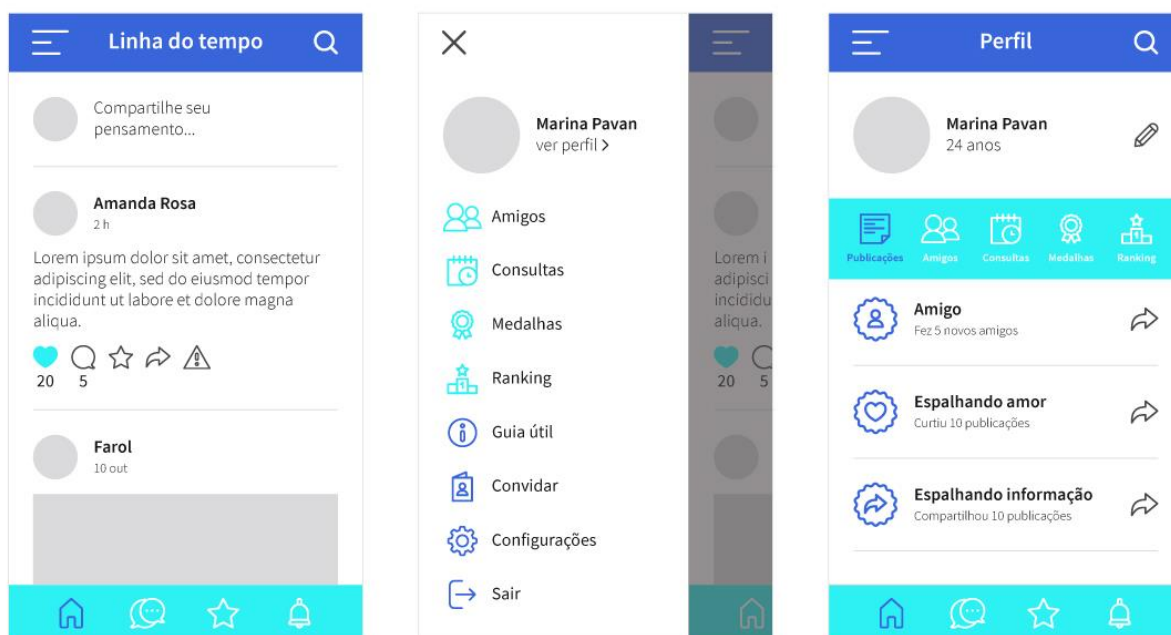 Linha do tempo
Compartilhe seu
pensamento...
Amanda Rosa
2 h
Lorem ipsum dolor sit amet, consectetur
adipiscing elit, sed do eiusmod tempor
incididunt ut labore et dolore magna
aliqua.
20 5
Farol
10 out
Marina Pavan
ver perfil >
Amigos
Consultas
Medalhas
Ranking
Guia útil
Convidar
Configurações
Sair
Lorem i
adipisci
incididu
aliqua.
20 5
Perfil
Marina Pavan
24 anos
Publicações Amigos Consultas Medalhas Ranking
Amigo
Fez 5 novos amigos
Espalhando amor
Curtiu 10 publicações
Espalhando informação
Compartilhou 10 publicações